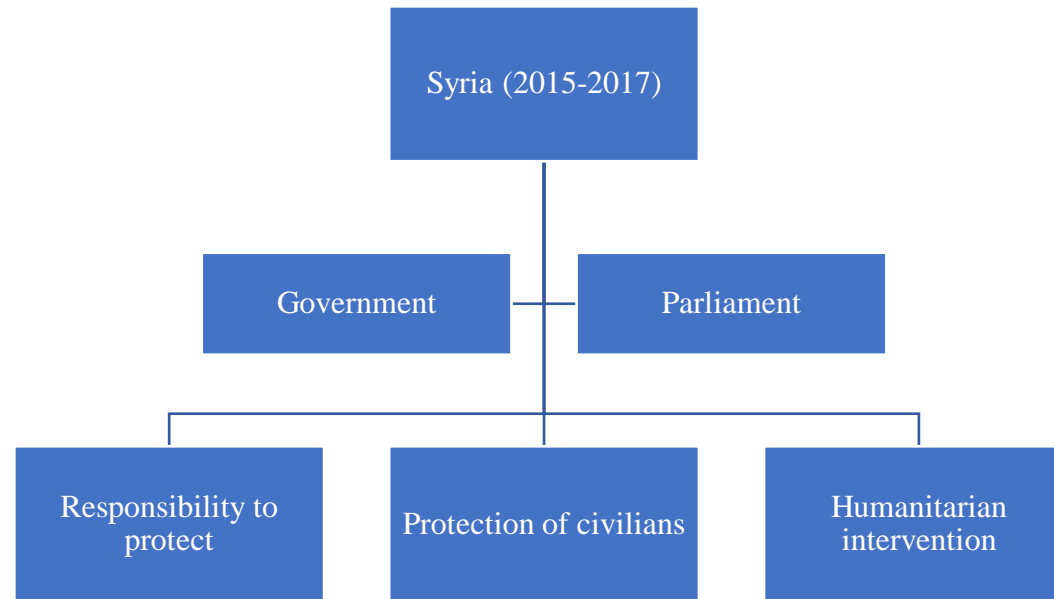 Syria (2015-2017)
Government
Parliament
Responsibility to
protect
Protection of civilians
Humanitarian
intervention